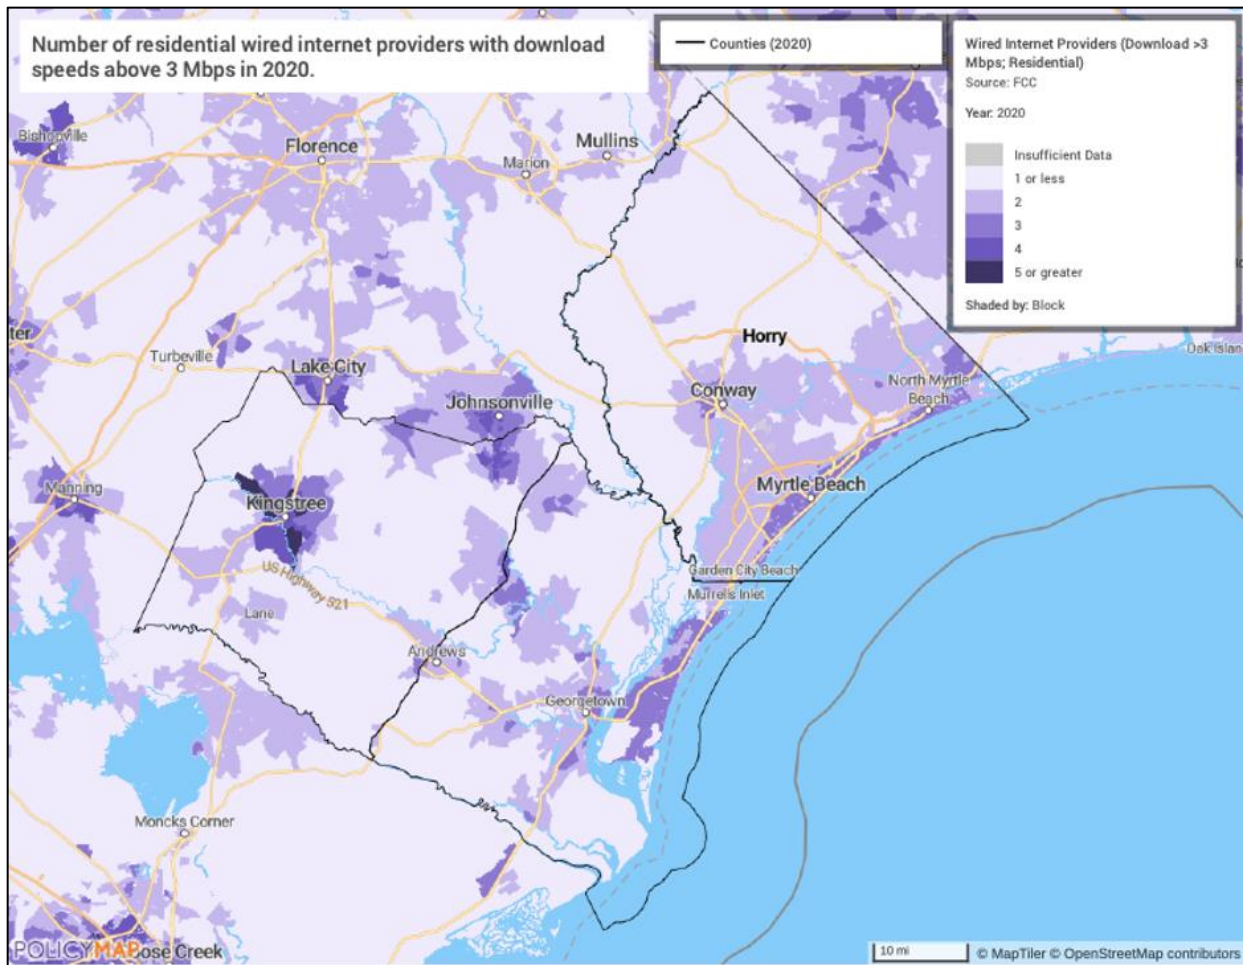 Number of residential wired internet providers with download
speeds above 3 Mbps in 2020.
Counties (2020)
Wired Internet Providers (Download >3
Mbps; Residential)
Source: FCC
Year: 2020
Insufficient Data
1 or less
2
3
4
5 or greater
Shaded by: Block
Bishopville
Florence
Mullins
Marion
Horry
ter
Turbeville
Lake City
Johnsonville
Conway
North Myrtle
Beach
Oak Island
Manning
Kingstree
Myrtle Beach
US Highway 521
Garden City Beach
Murrells Inlet
Lane
Andrews
Georgetown
Moncks Corner
POLICYMAP
oose Creek
10 mi
© MapTiler © OpenStreetMap contributors